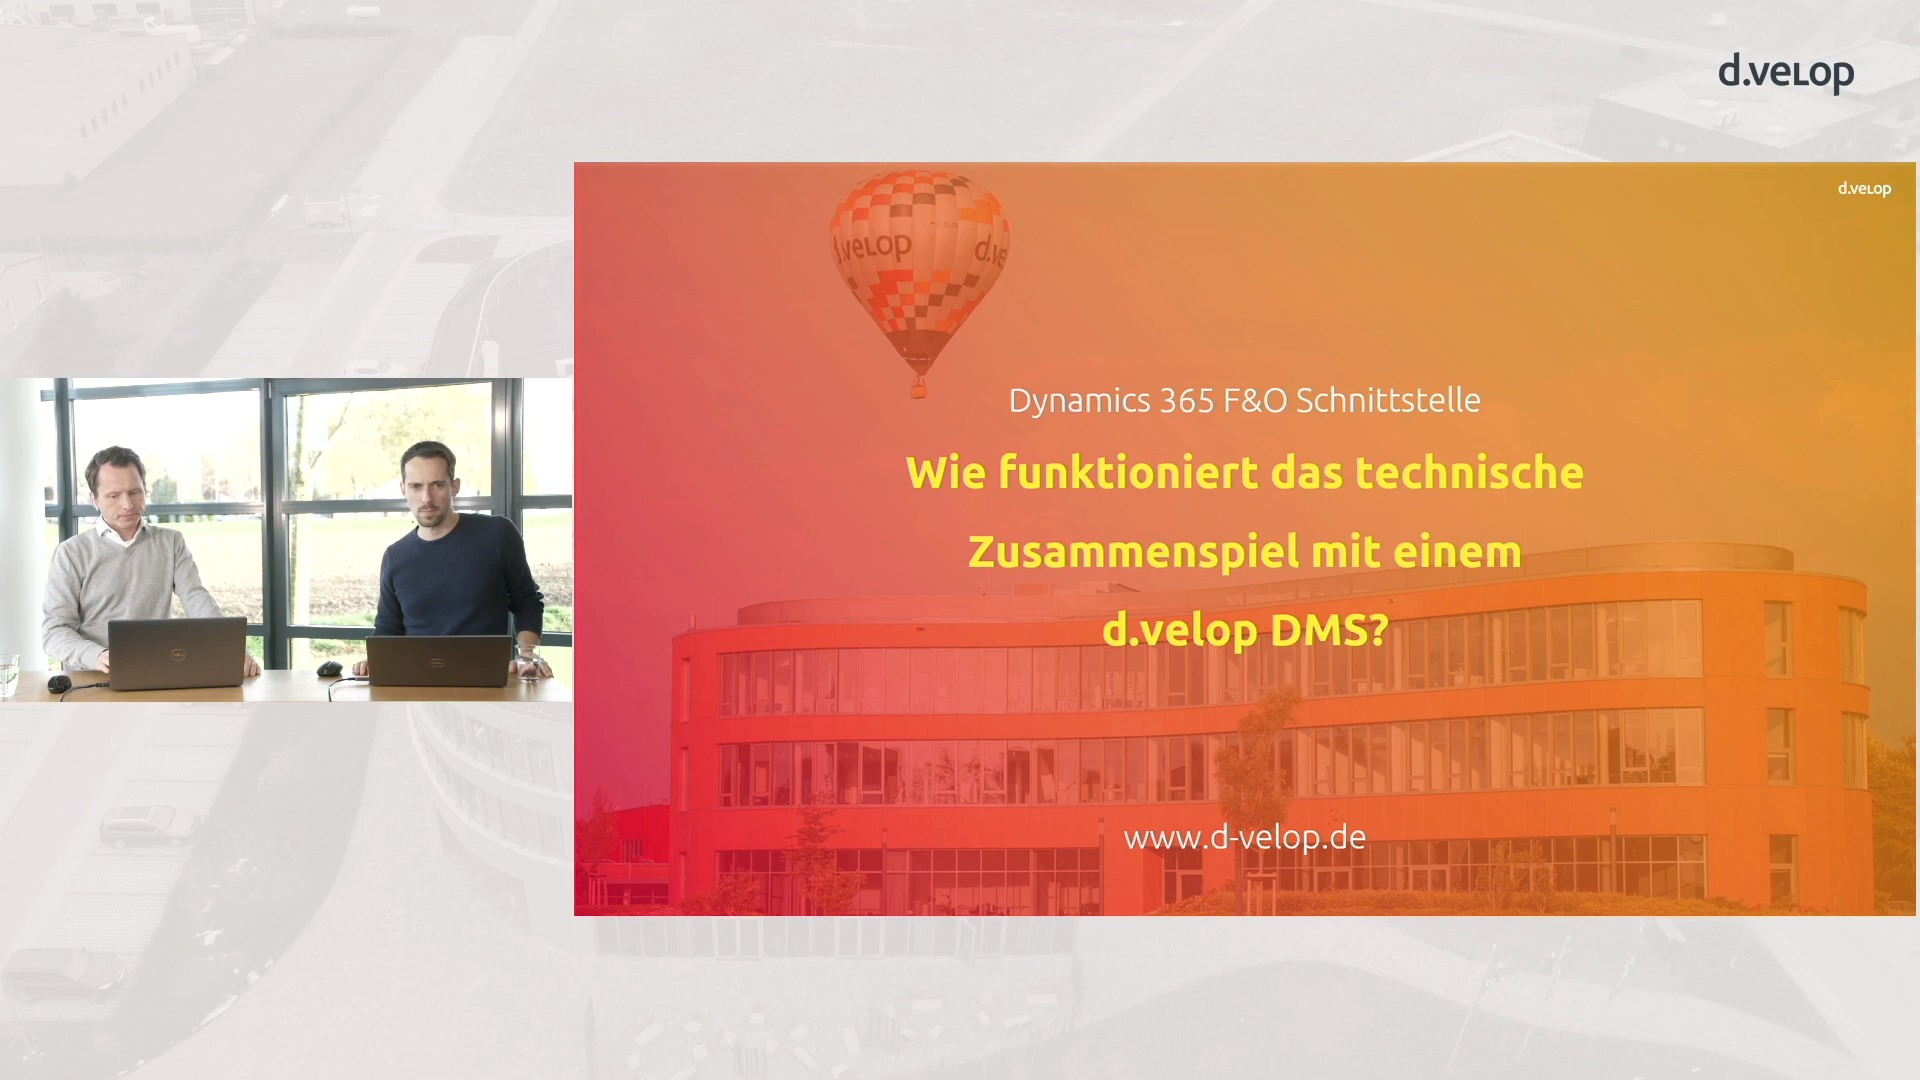 d.velop
d.velop
d.velop
Dynamics 365 F&O Schnittstelle
Wie funktioniert das technische
Zusammenspiel mit einem
d.velop DMS?
www.d-velop.de